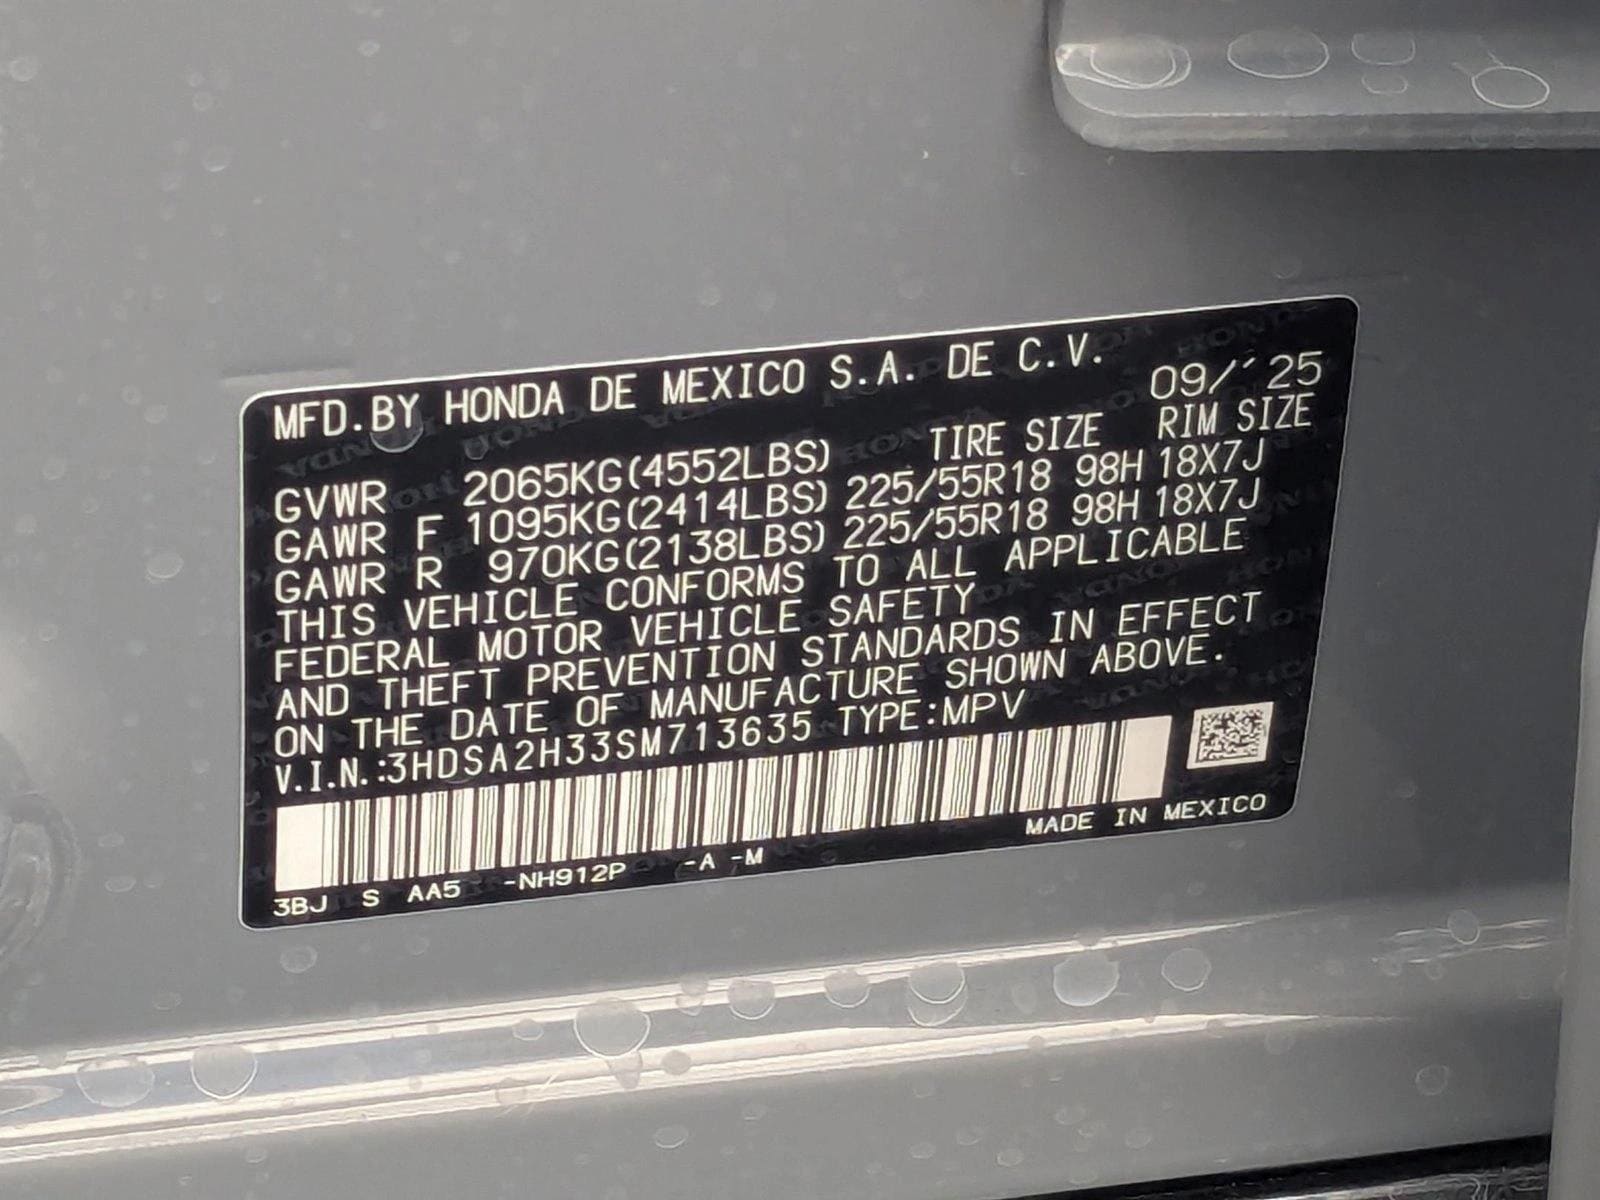 MFD.BY HONDA DE MEXICO S.A. DE C.V.
09/'25
TIRE SIZE RIM SIZE
GVWR 2065KG(4552LBS)
GAWR F 1095KG(2414LBS) 225/55R18 98H 18X7J
GAWR R 970KG(2138LBS) 225/55R18 98H 18X7J
THIS VEHICLE CONFORMS TO ALL APPLICABLE
FEDERAL MOTOR VEHICLE SAFETY
AND THEFT PREVENTION STANDARDS IN EFFECT
ON THE DATE OF MANUFACTURE SHOWN ABOVE.
V.I.N.:3HDSA2H33SM713635 TYPE:MPV
MADE IN MEXICO
3BJ S AA5 -NH912P -A -M